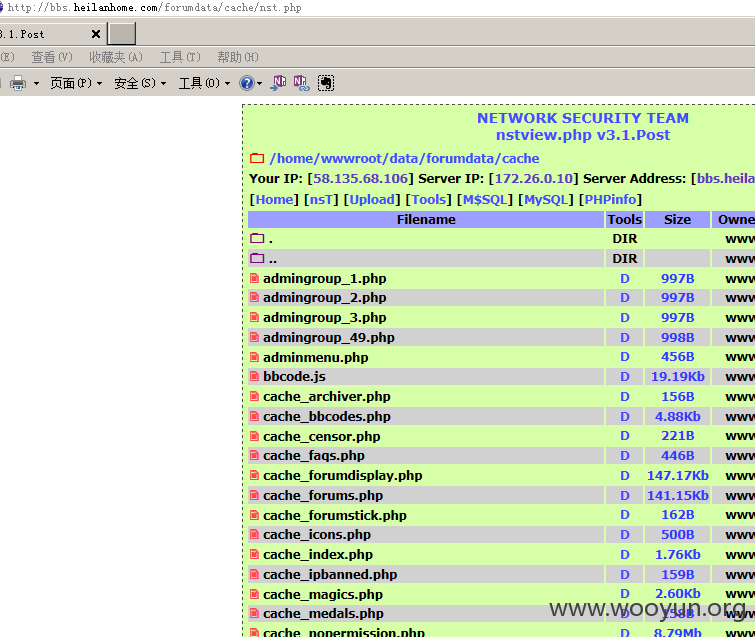 http://bbs.heilanhome.com/forumdata/cache/nst.php
3.1.Post
(E) 查看(V) 收藏夹(A) 工具(T) 帮助(H)
页面(P) 安全(S) 工具(O)
NETWORK SECURITY TEAM
nstview.php v3.1.Post
/home/wwwroot/data/forumdata/cache
Your IP: [58.135.68.106] Server IP: [172.26.0.10] Server Address: [bbs.heila
[Home] [nsT] [Upload] [Tools] [M$SQL] [MySQL] [PHPinfo]
Filename Tools Size Owne
. DIR www
.. DIR www
admingroup_1.php D 997B www
admingroup_2.php D 997B www
admingroup_3.php D 997B www
admingroup_49.php D 998B www
adminmenu.php D 456B www
bbcode.js D 19.19Kb www
cache_archiver.php D 156B www
cache_bbcodes.php D 4.88Kb www
cache_censor.php D 221B www
cache_faqs.php D 446B www
cache_forumdisplay.php D 147.17Kb www
cache_forums.php D 141.15Kb www
cache_forumstick.php D 162B www
cache_icons.php D 500B www
cache_index.php D 1.76Kb www
cache_ipbanned.php D 159B www
cache_magics.php D 2.60Kb www
cache_medals.php D 158B www
cache_nopermission.php D 8.79Mb www
www.wooyun.org